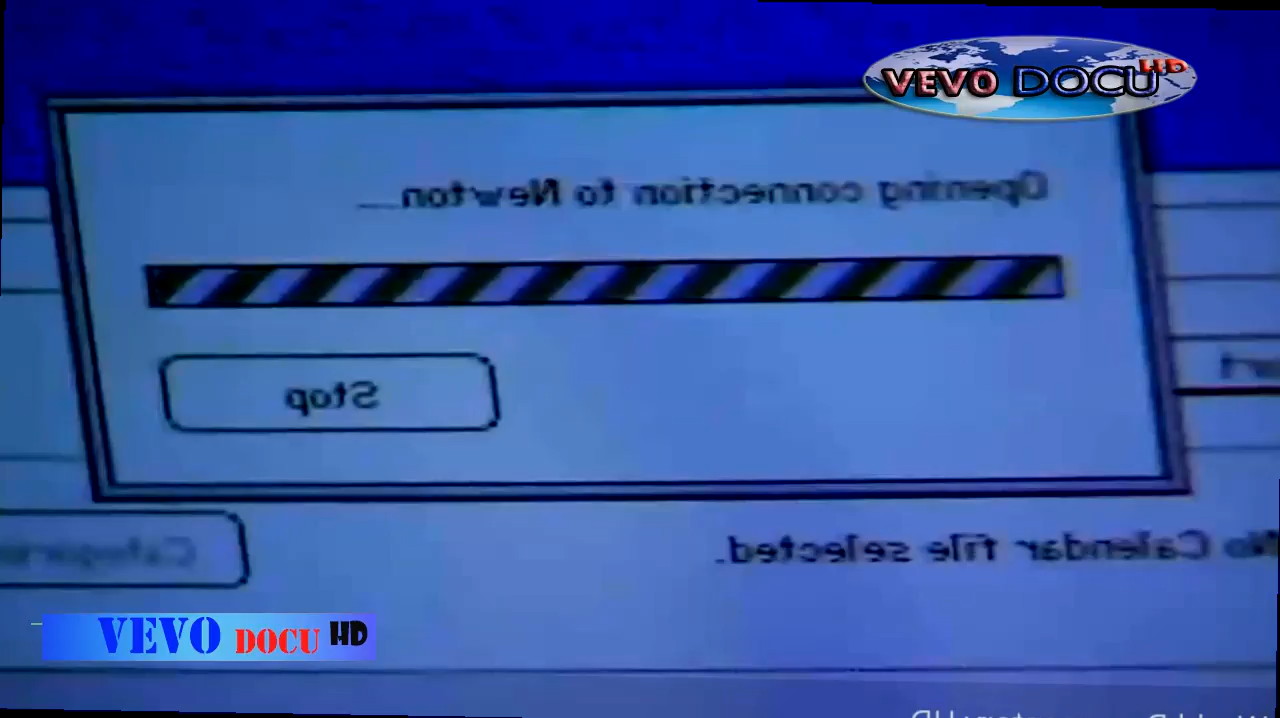 VEVO DOCU HD
Opening connection to Newton...
Stop
No Calendar file selected.
VEVO DOCU HD